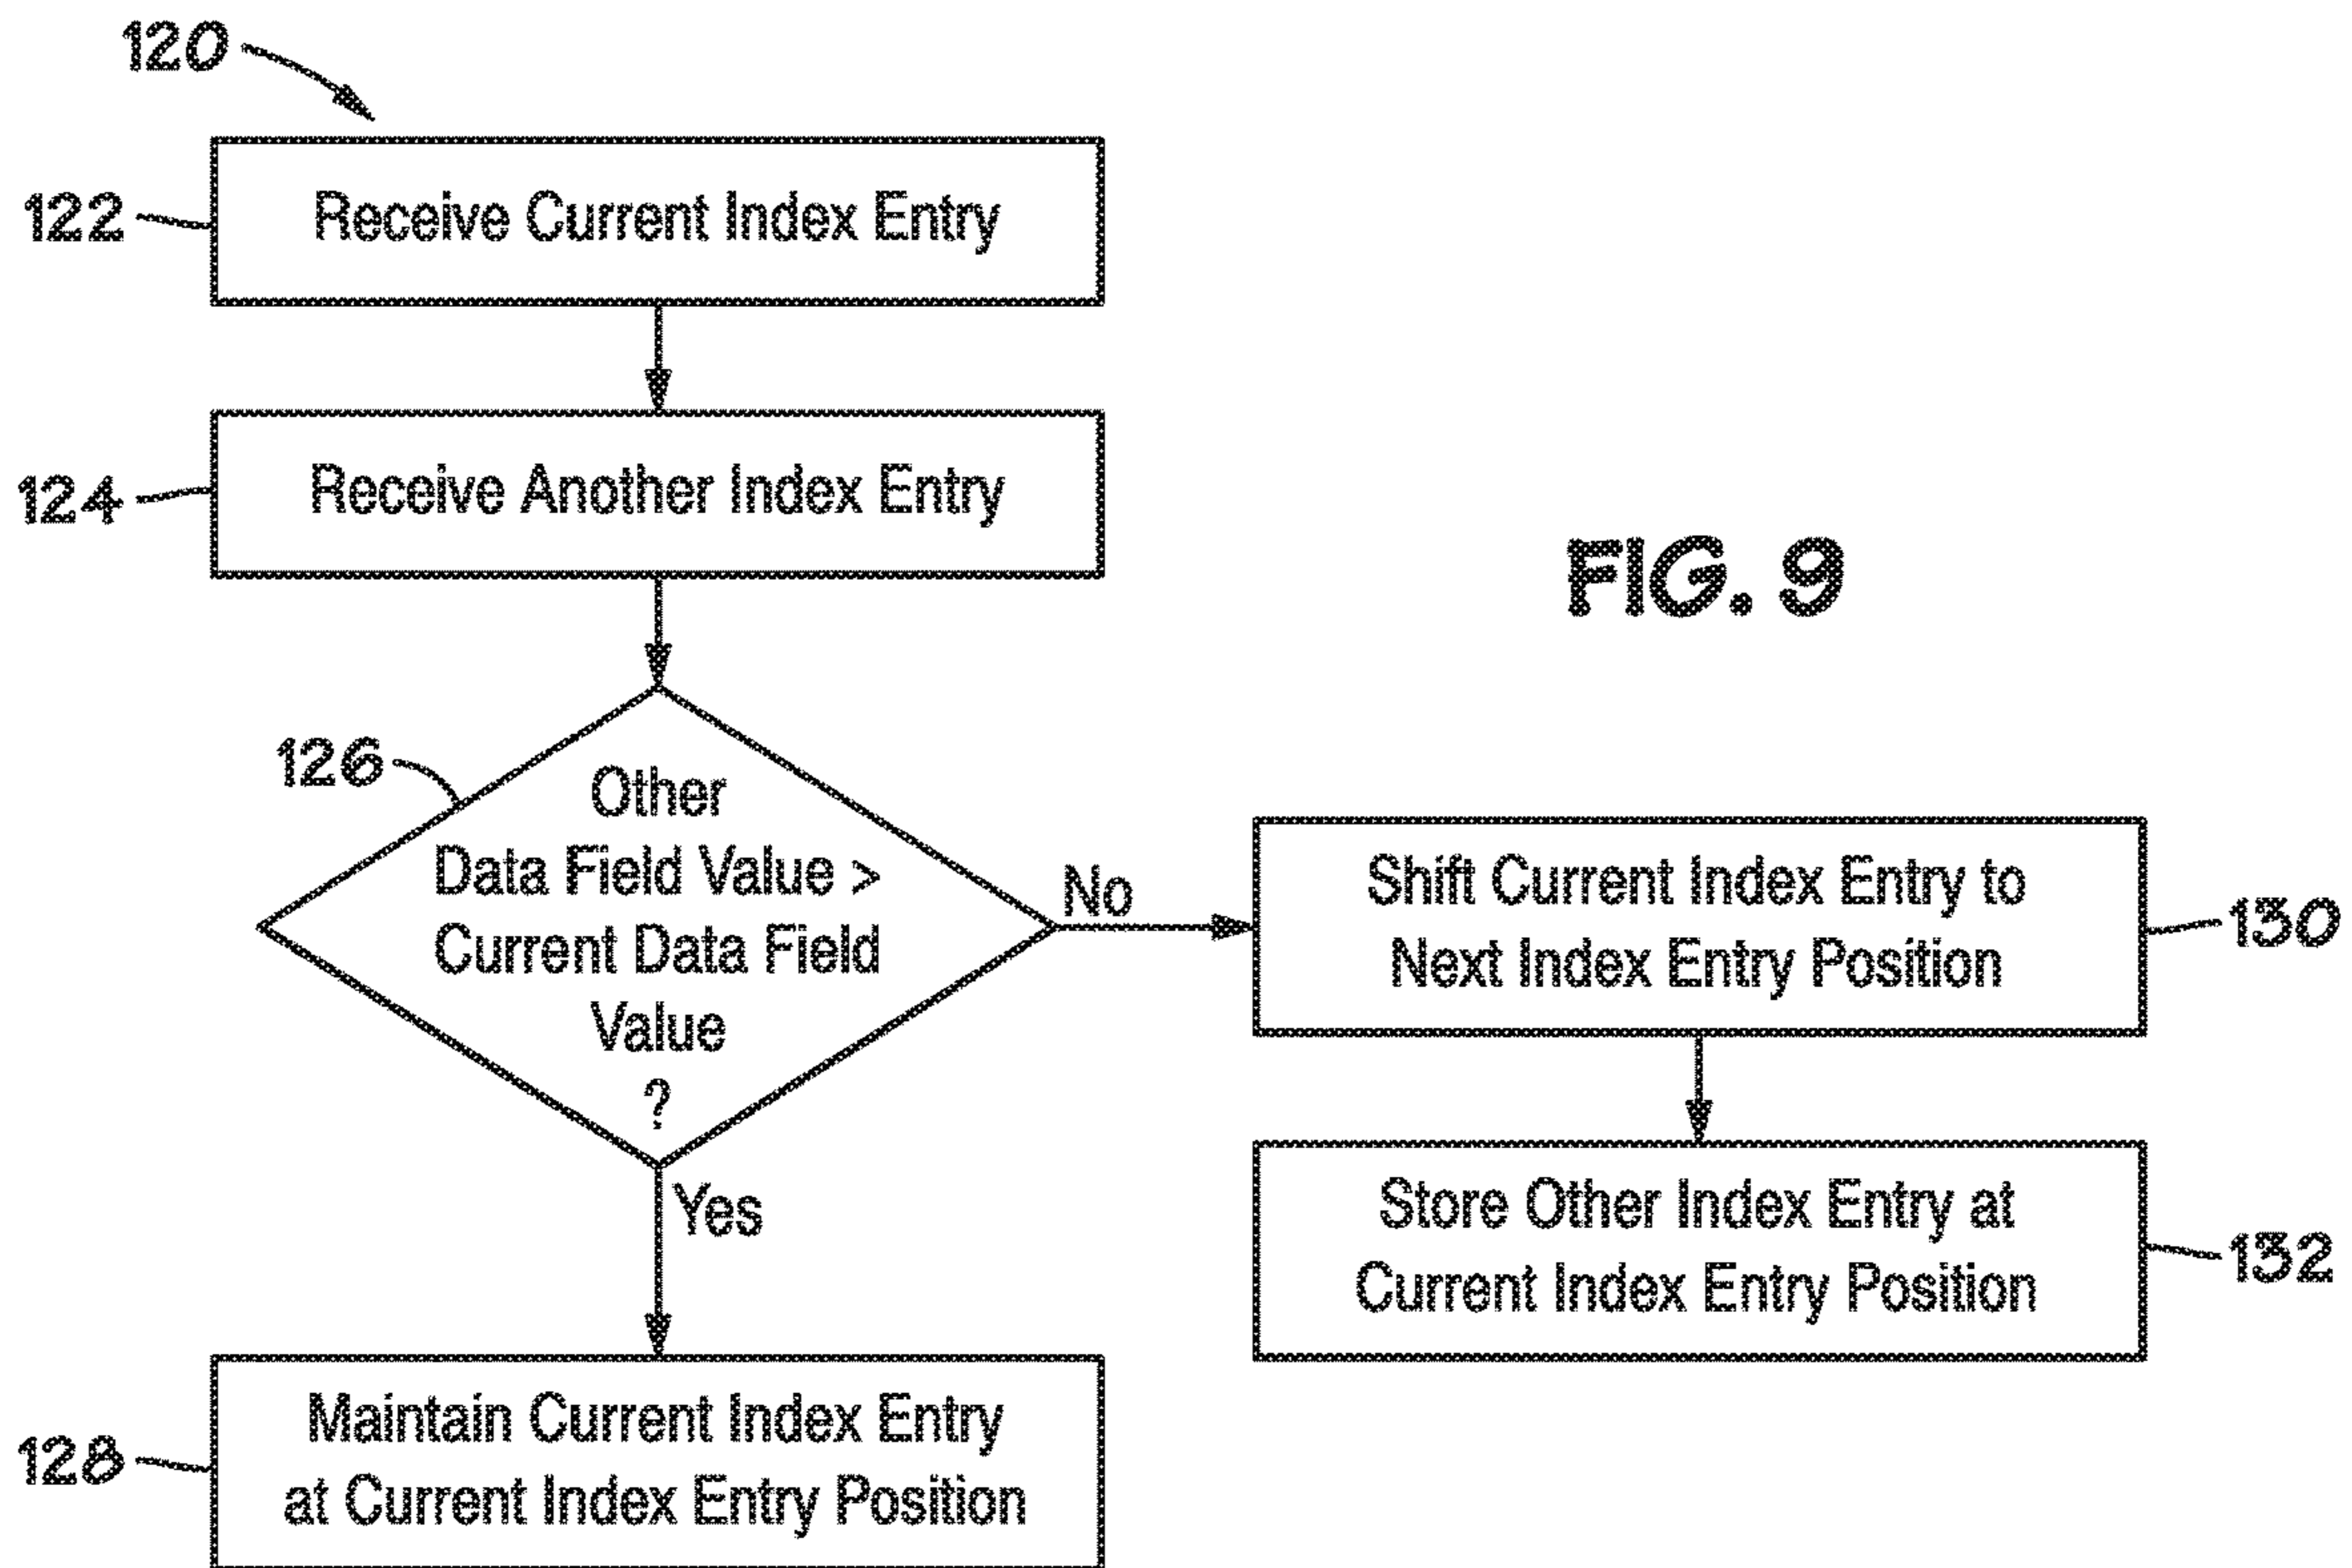 120
122
Receive Current Index Entry
124
Receive Another Index Entry
FIG. 9
126
Other
Data Field Value >
Current Data Field
Value
?
No
Yes
Shift Current Index Entry to
Next Index Entry Position
130
Store Other Index Entry at
Current Index Entry Position
132
128
Maintain Current Index Entry
at Current Index Entry Position